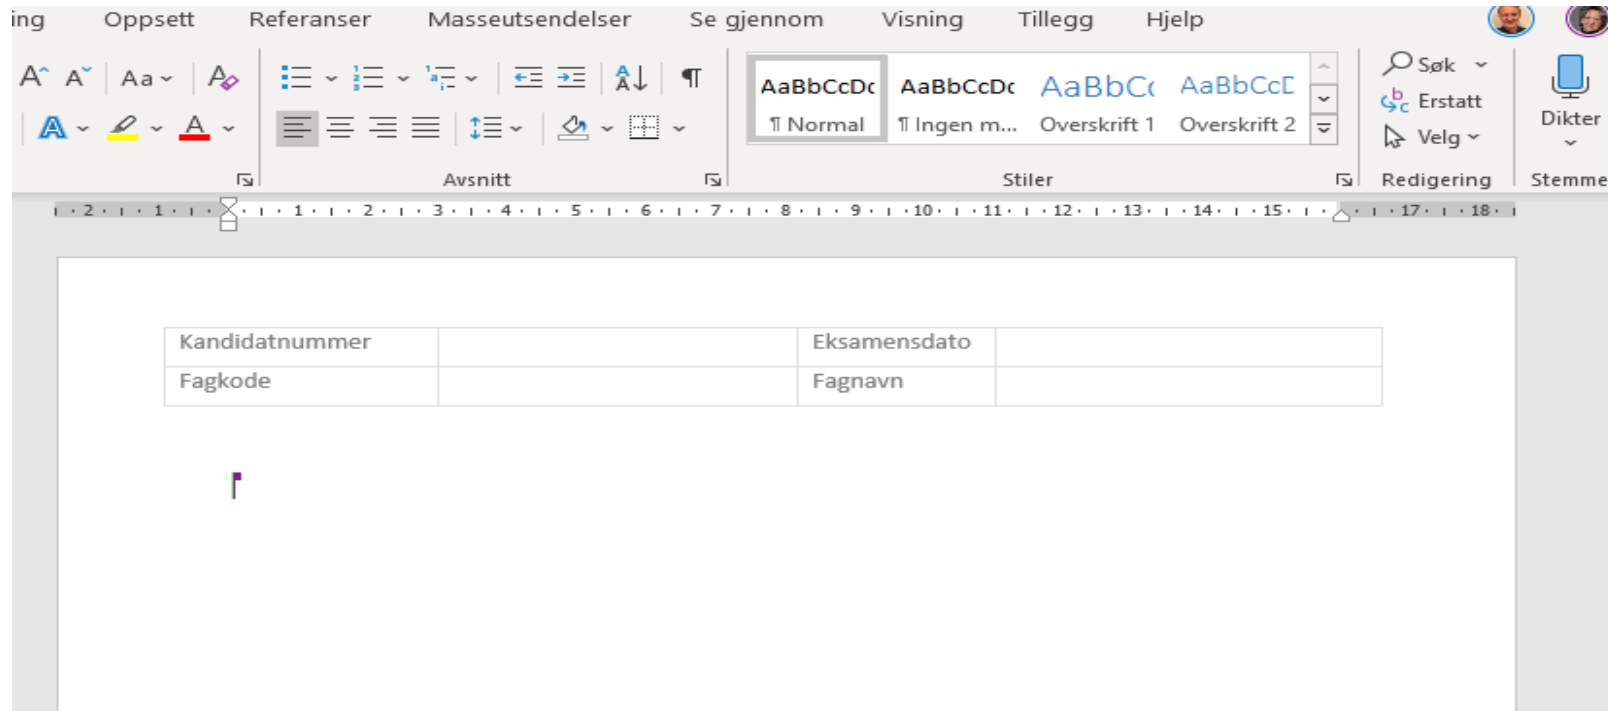 ing Oppsett Referanser Masseutsendelser Se gjennom Visning Tillegg Hjelp
A A Aa A A↓ ¶ AaBbCcDc AaBbCcDc AaBbC AaBbCcE Søk
¶ Normal ¶ Ingen m... Overskrift 1 Overskrift 2 Erstatt Dikter
A A Velg
Avsnitt Stiler Redigering Stemme
2 1 1 2 3 4 5 6 7 8 9 10 11 12 13 14 15 17 18
Kandidatnummer Eksamensdato
Fagkode Fagnavn